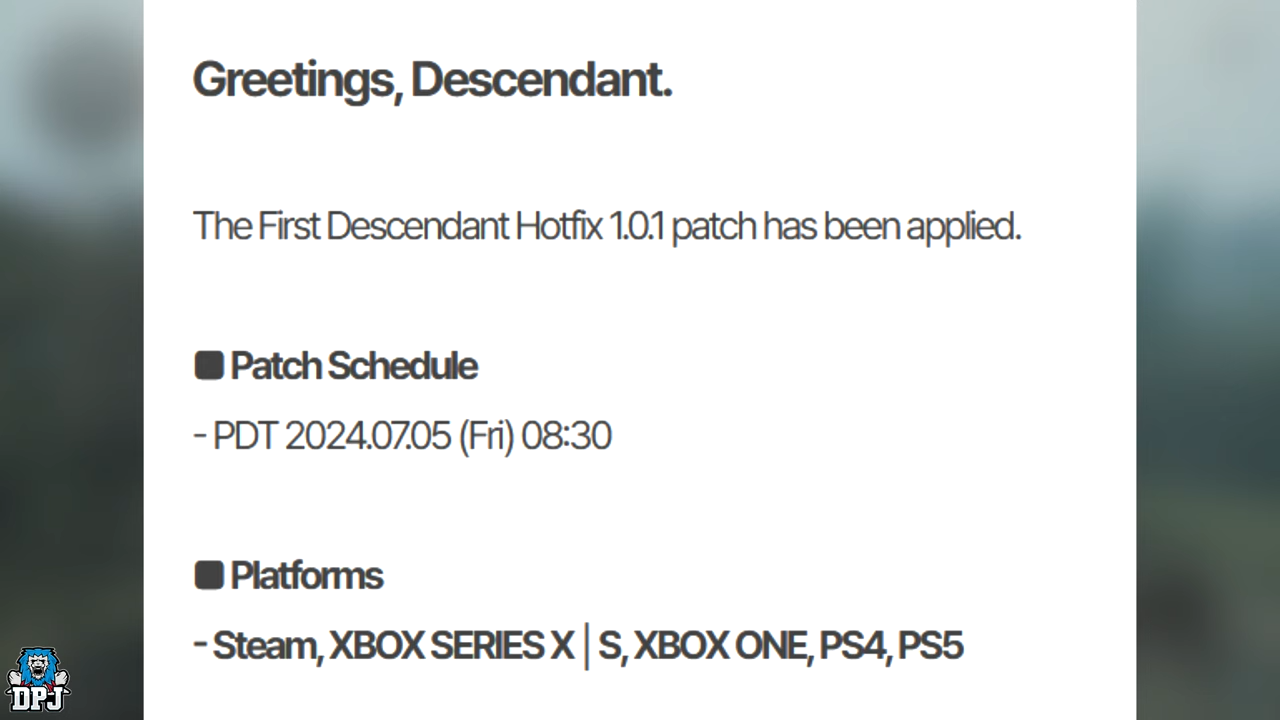 Greetings, Descendant.
The First Descendant Hotfix 1.0.1 patch has been applied.
■ Patch Schedule
- PDT 2024.07.05 (Fri) 08:30
■ Platforms
- Steam, XBOX SERIES X | S, XBOX ONE, PS4, PS5
DPJ